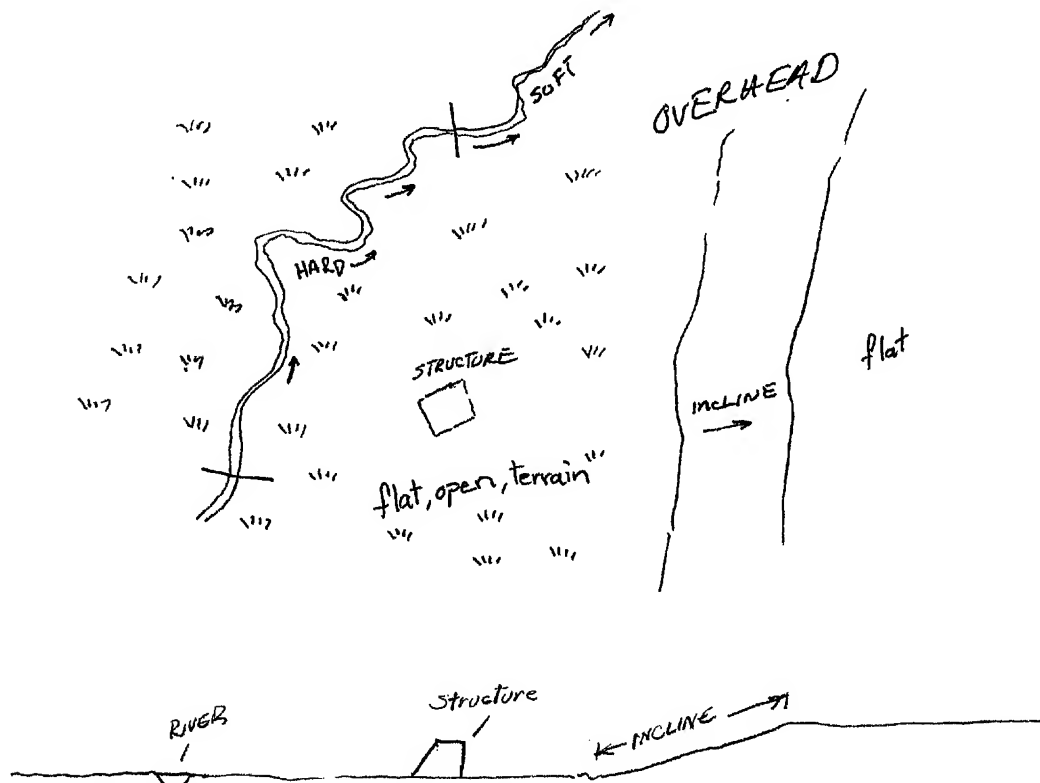 SOFT
OVERHEAD
HARD
STRUCTURE
flat
INCLINE
flat, open, terrain
RIVER
Structure
INCLINE